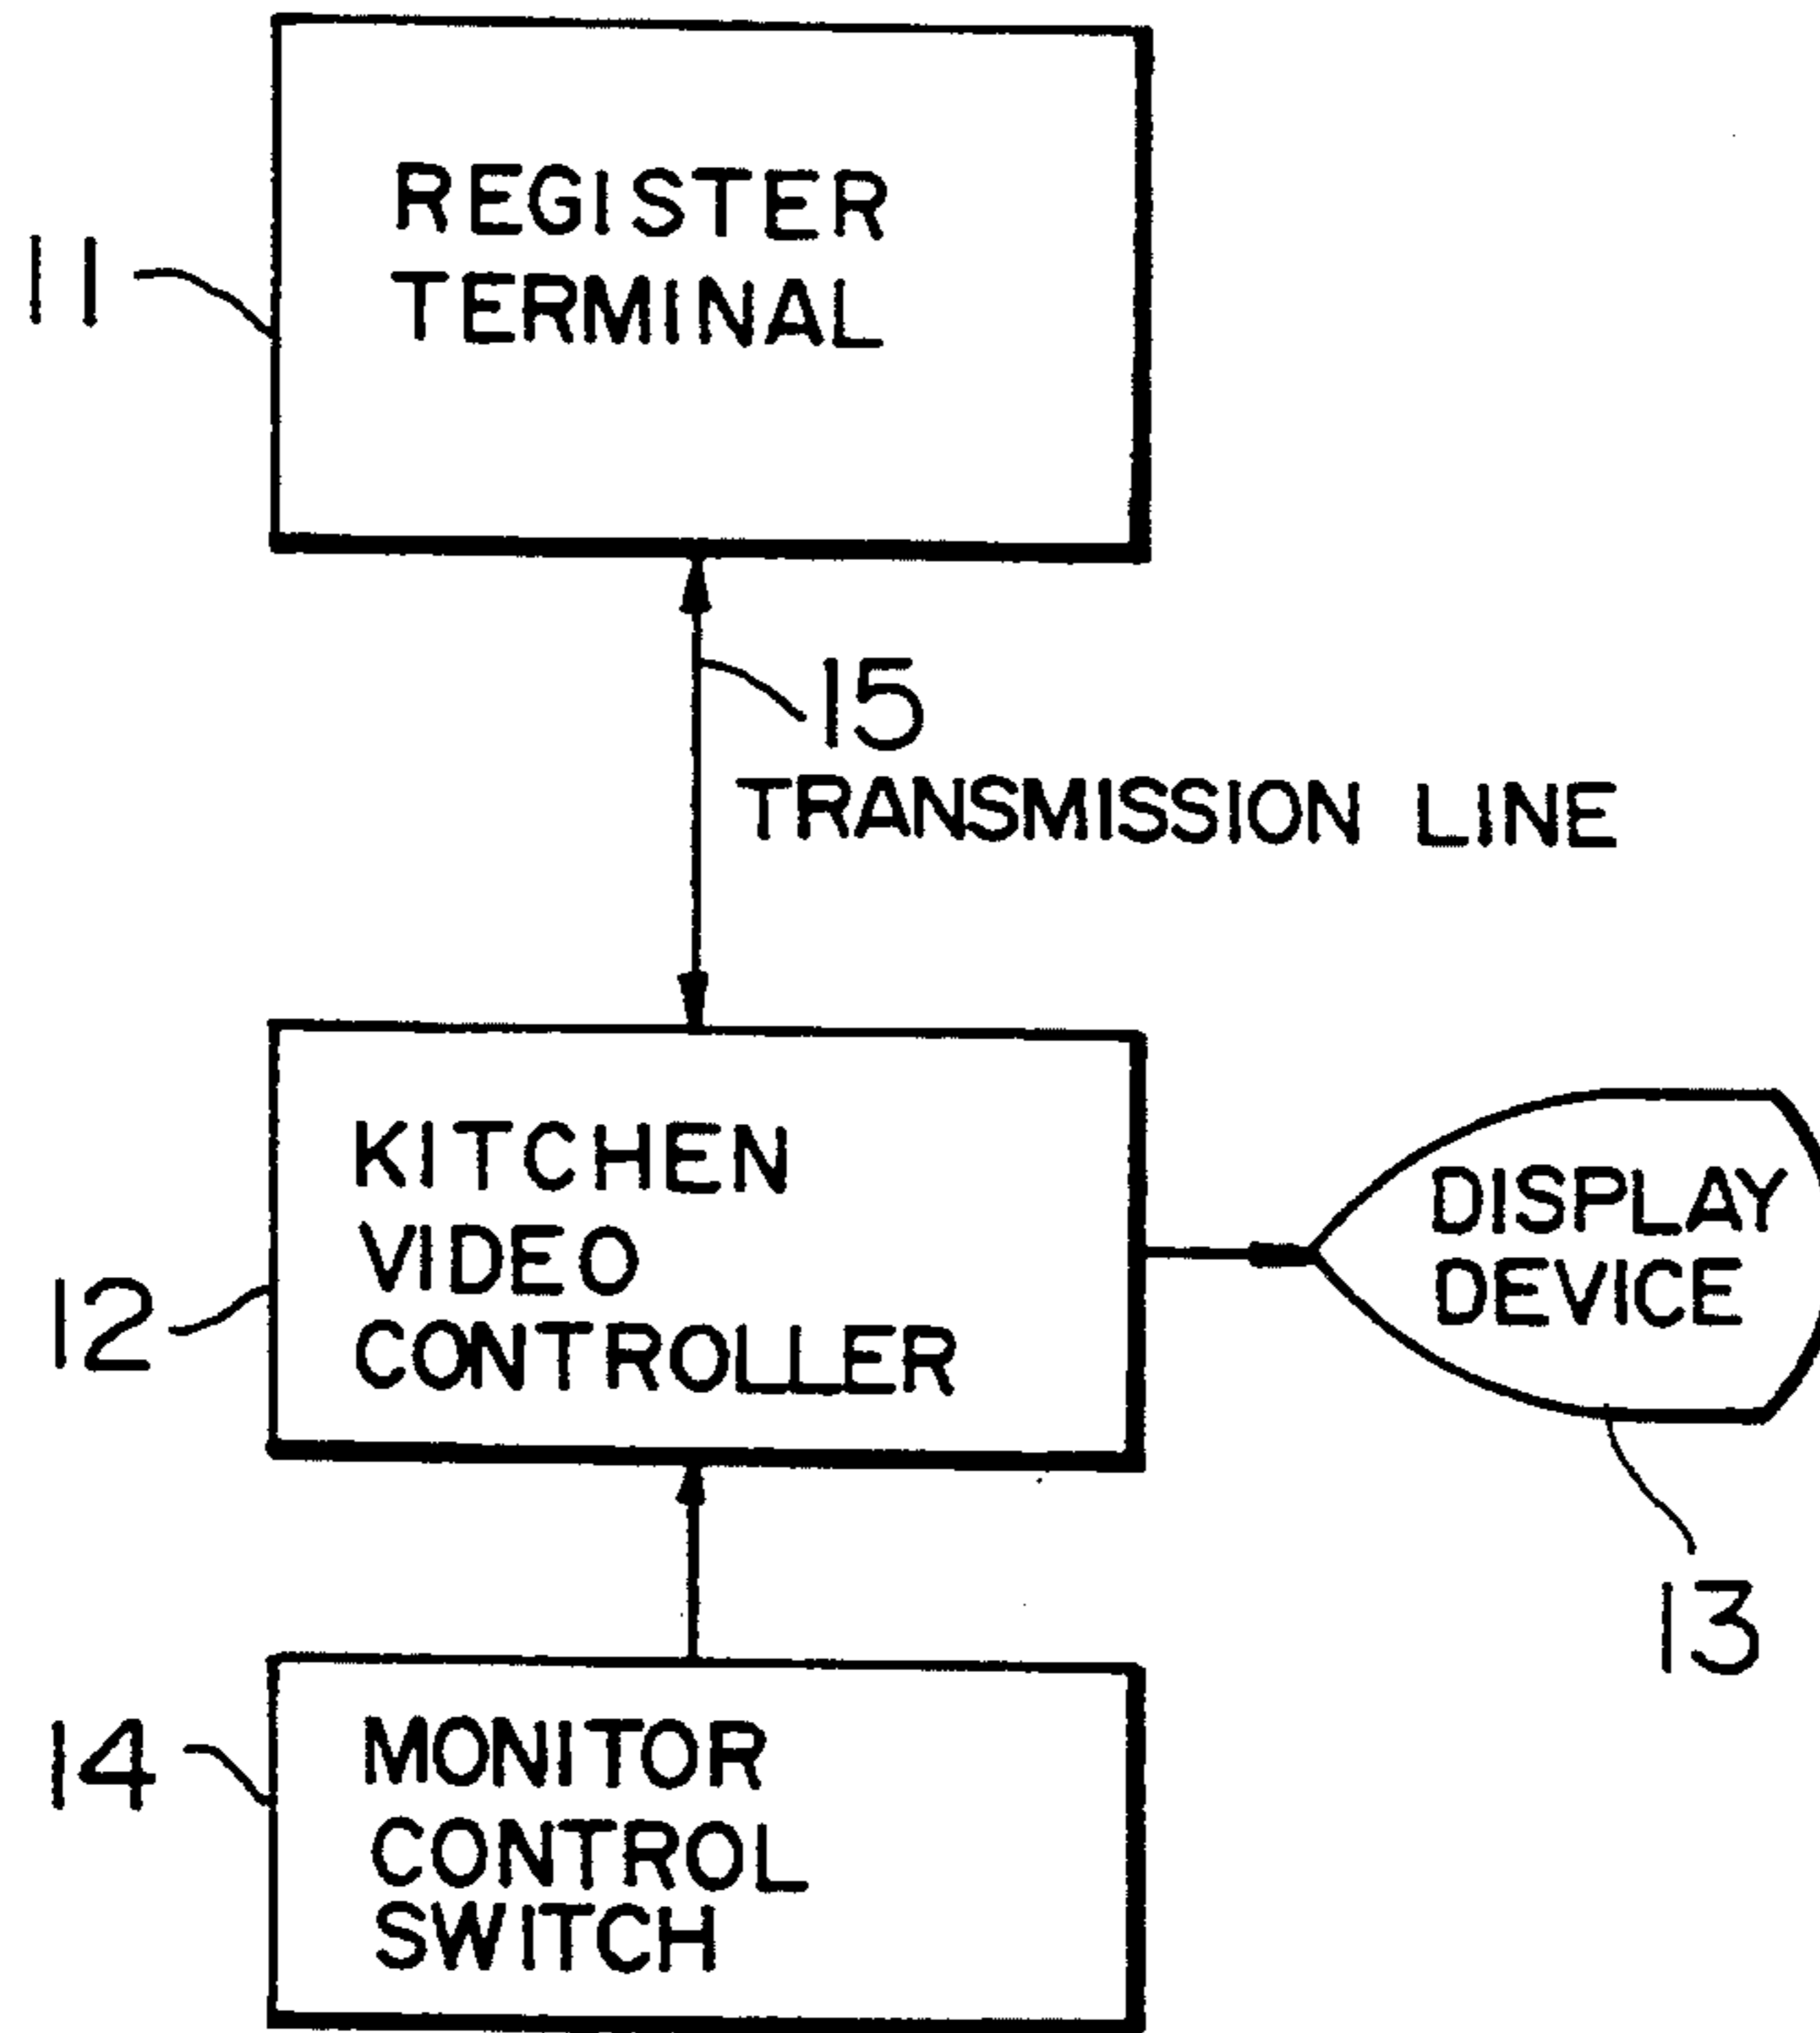 REGISTER
TERMINAL
11
15
TRANSMISSION LINE
KITCHEN
VIDEO
CONTROLLER
12
DISPLAY
DEVICE
13
MONITOR
CONTROL
SWITCH
14